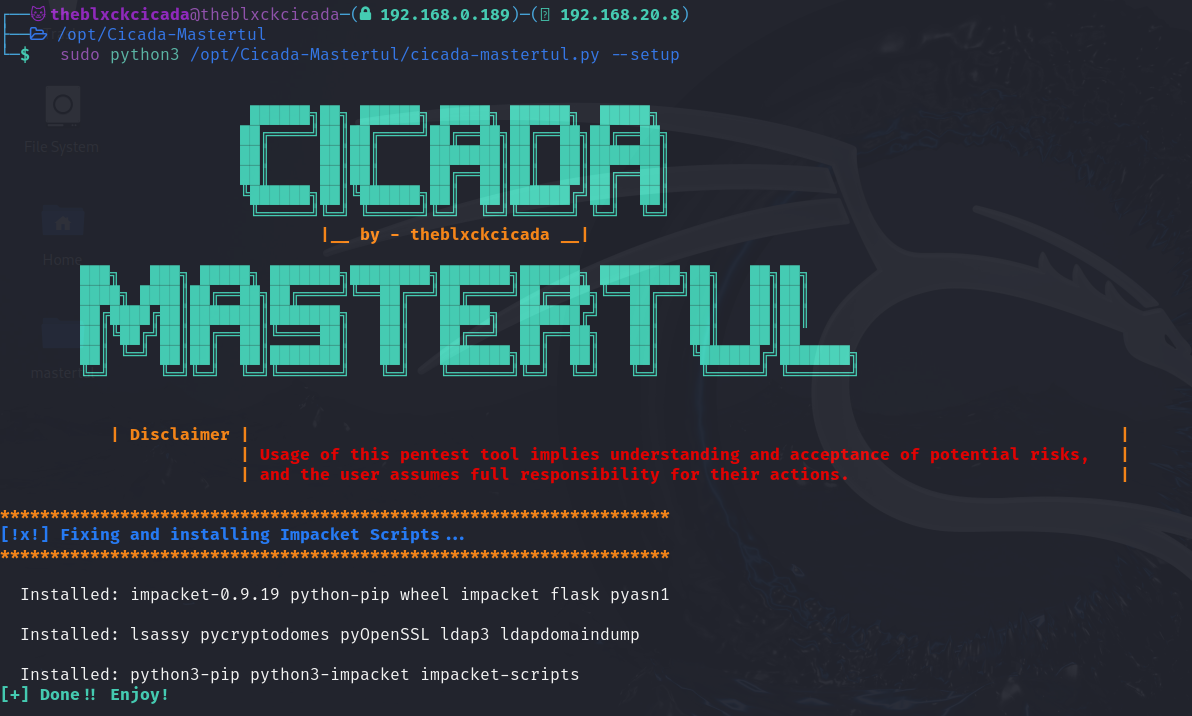 theblxckcicada@theblxckcicada-( 192.168.0.189)-( 192.168.20.8)
/opt/Cicada-Mastertul
$ sudo python3 /opt/Cicada-Mastertul/cicada-mastertul.py --setup
CICADA
|__ by - theblxckcicada __|
MASTERTUL
File System
Home
| Disclaimer | |
| Usage of this pentest tool implies understanding and acceptance of potential risks, |
| and the user assumes full responsibility for their actions. |
*******************************************************************
[!x!] Fixing and installing Impacket Scripts...
*******************************************************************
Installed: impacket-0.9.19 python-pip wheel impacket flask pyasn1
Installed: lsassy pycryptodomes pyOpenSSL ldap3 ldapdomaindump
Installed: python3-pip python3-impacket impacket-scripts
[+] Done!! Enjoy!